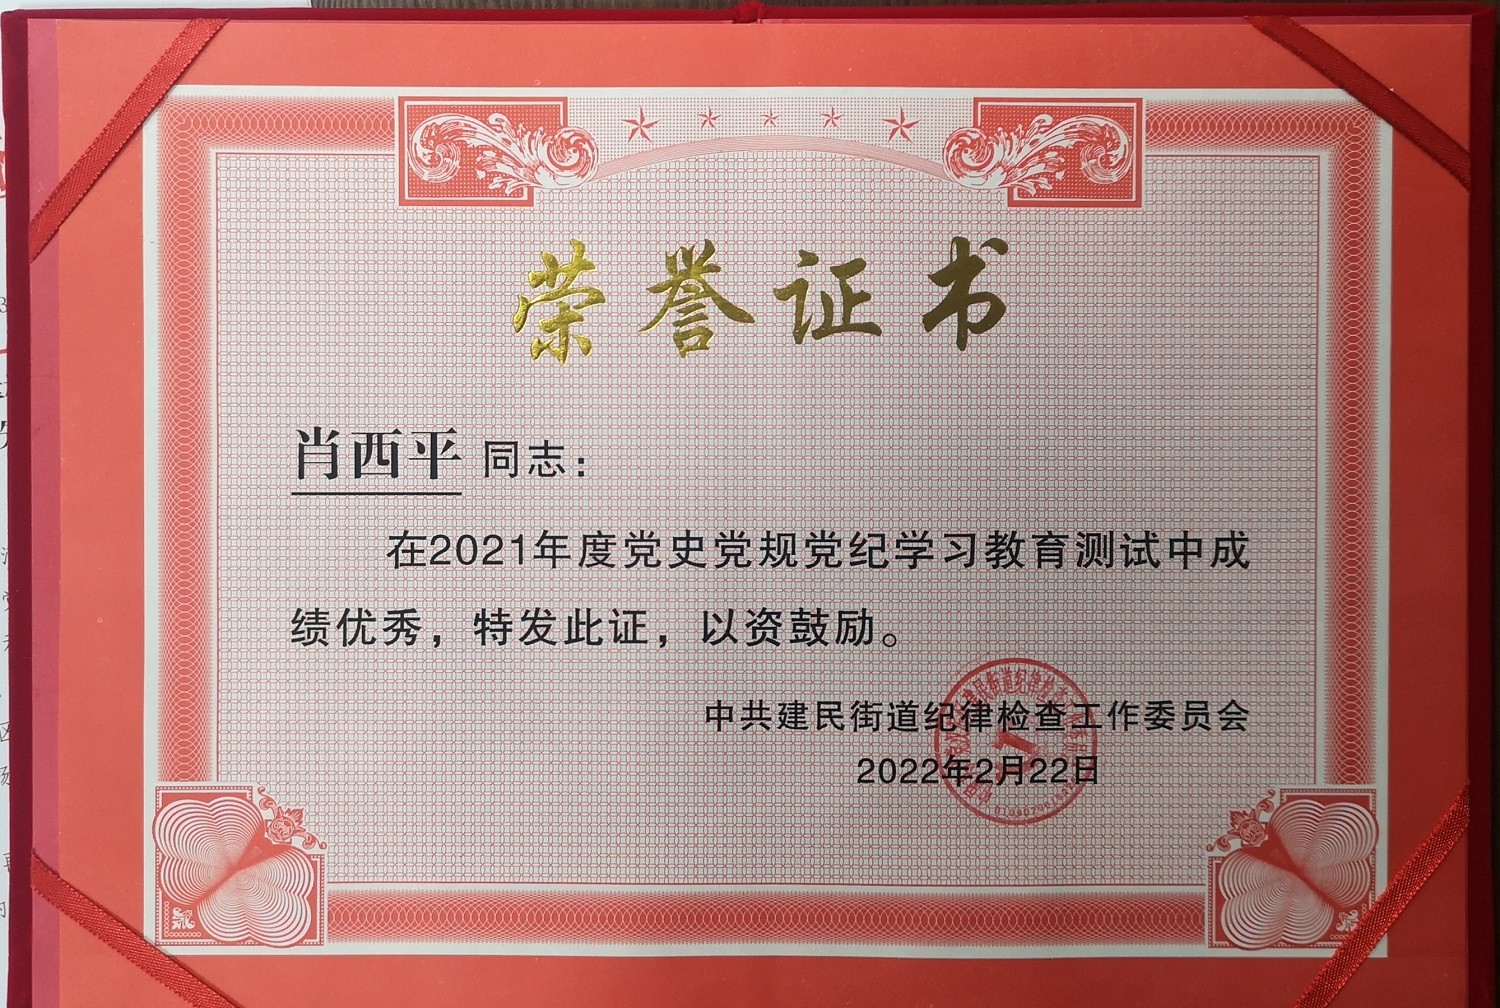 荣誉证书
肖西平 同志：
在2021年度党史党规党纪学习教育测试中成
绩优秀，特发此证，以资鼓励。
中共建民街道纪律检查工作委员会
2022年2月22日